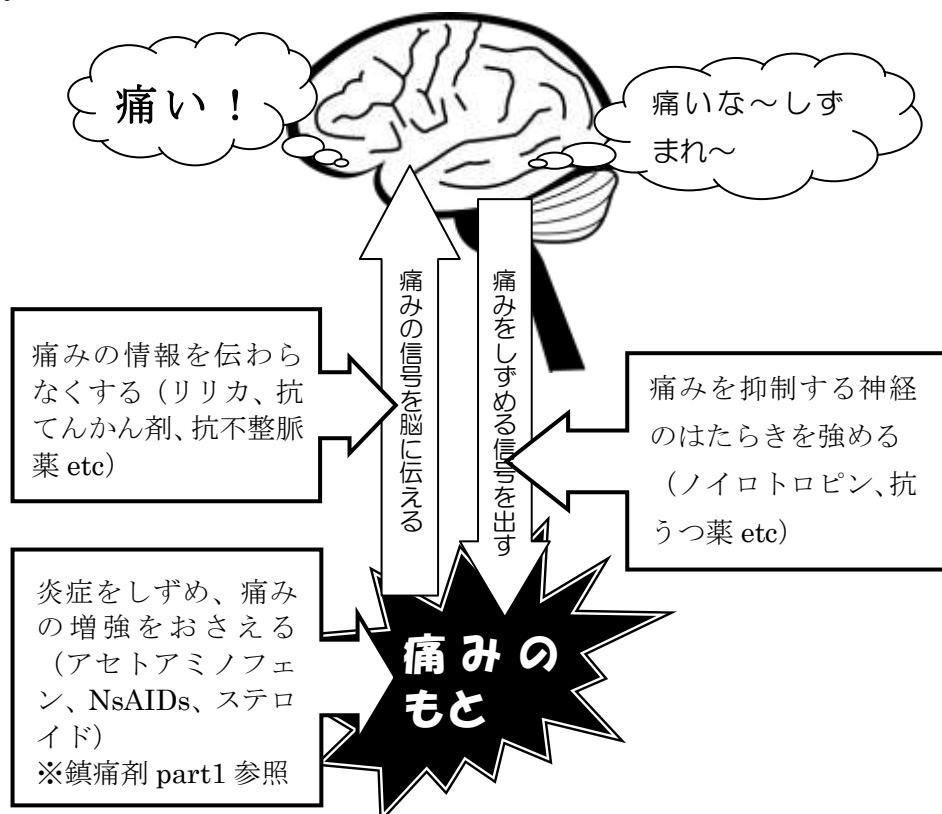 痛い！
痛いな～しず
まれ～
痛みの信号を脳に伝える
痛みをしずめる信号を出す
痛みの情報を伝わら
なくする（リリカ、抗
てんかん剤、抗不整脈
薬 etc）
痛みを抑制する神経
のはたらきを強める
（ノイロトロピン、抗
うつ薬 etc）
炎症をしずめ、痛み
の増強をおさえる
（アセトアミノフェ
ン、NsAIDs、ステロ
イド）
※鎮痛剤 part1 参照
痛みの
もと